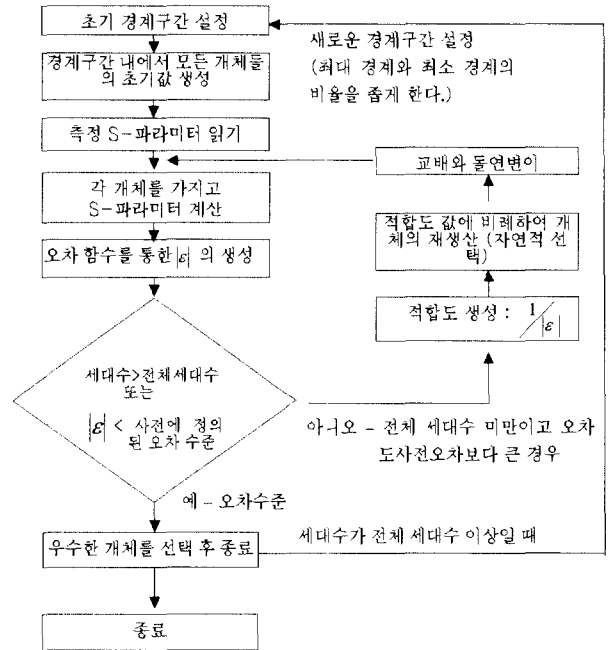 초기 경계구간 설정
새로운 경계구간 설정
(최대 경계와 최소 경계의
비율을 좁게 한다.)
경계구간 내에서 모든 개체들
의 초기값 생성
측정 S-파라미터 읽기
교배와 돌연변이
각 개체를 가지고
S-파라미터 계산
적합도 값에 비례하여 개
체의 재생산 (자연적 선
택)
오차 함수를 통한 |ε| 의 생성
적합도 생성 : 1/|ε|
세대수>전체세대수
또는
|ε| < 사전에 정의
된 오차 수준
아니오 - 전체 세대수 미만이고 오차
도사전오차보다 큰 경우
예 - 오차수준
우수한 개체를 선택 후 종료
세대수가 전체 세대수 이상일 때
종료